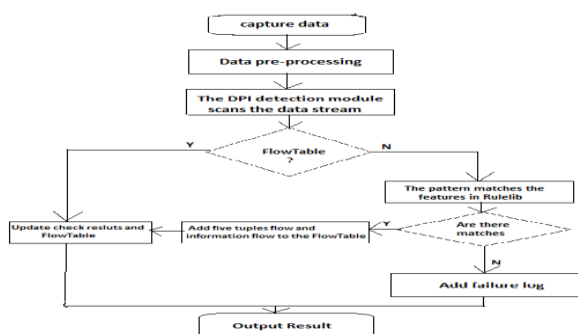 capture data
Data pre-processing
The DPI detection module
scans the data stream
Y
FlowTable
?
N
The pattern matches the
features in Rulelib
Update check resluts and
FlowTable
Add five tuples flow and
information flow to the FlowTable
Y
Are there
matches
N
Add failure log
Output Result